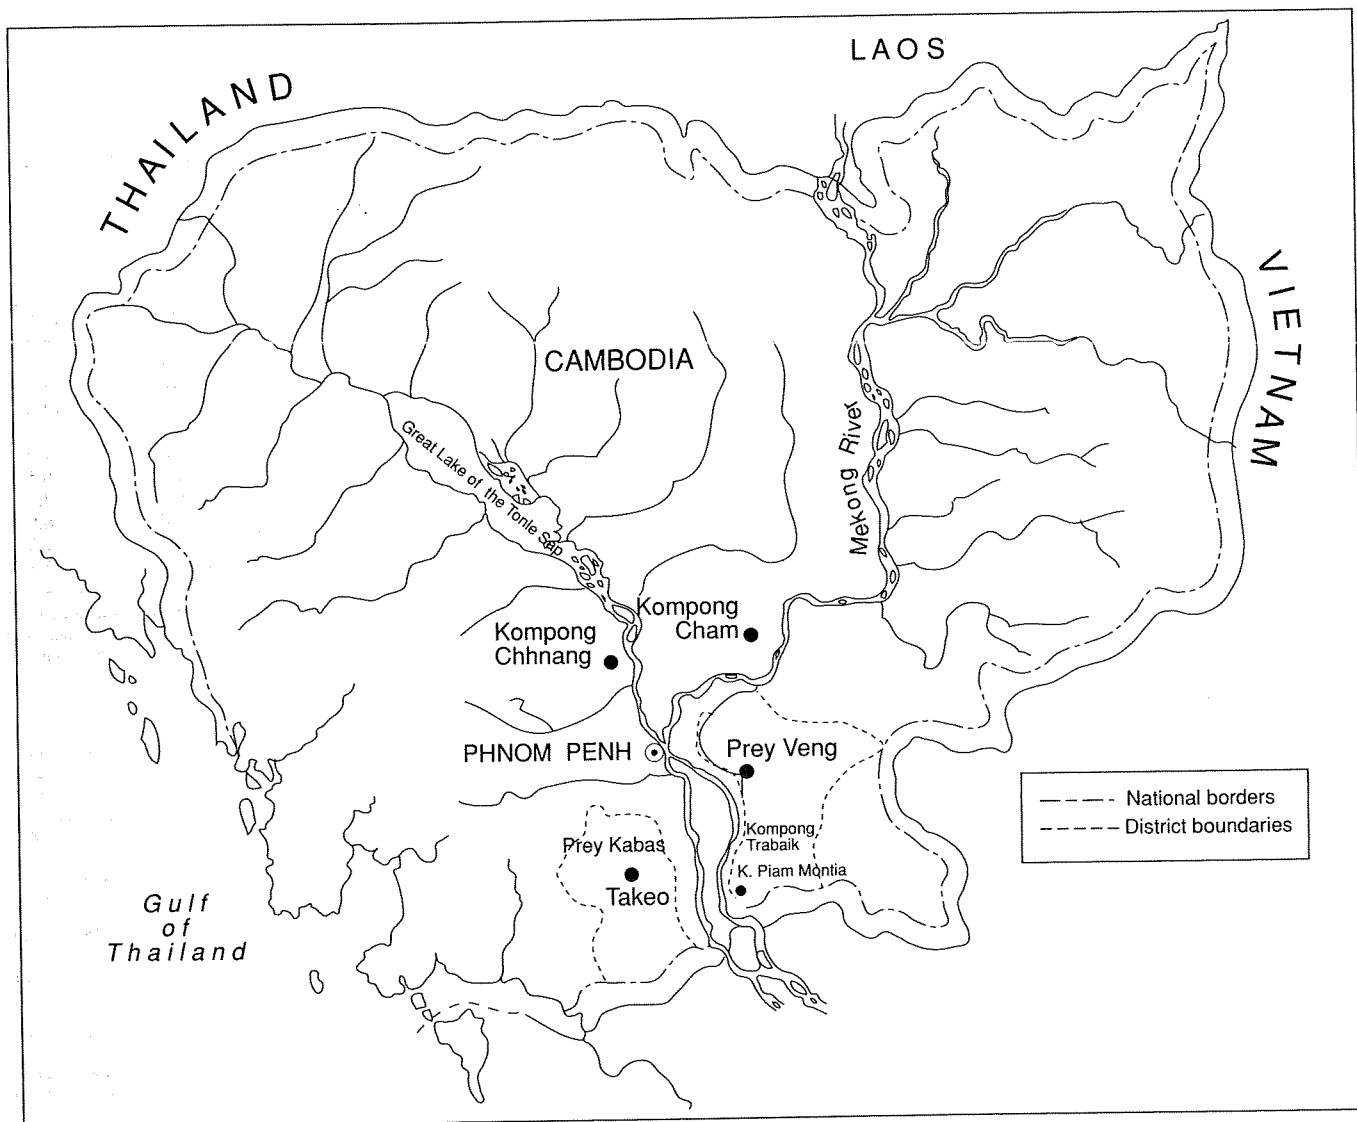 LAOS
THAILAND
VIETNAM
CAMBODIA
Great Lake of the Tonle Sap
Mekong River
Kompong
Cham
Kompong
Chhnang
PHNOM PENH
Prey Veng
National borders
District boundaries
Kompong
Trabaik
Prey Kabas
K. Piam Montia
Takeo
Gulf
of
Thailand